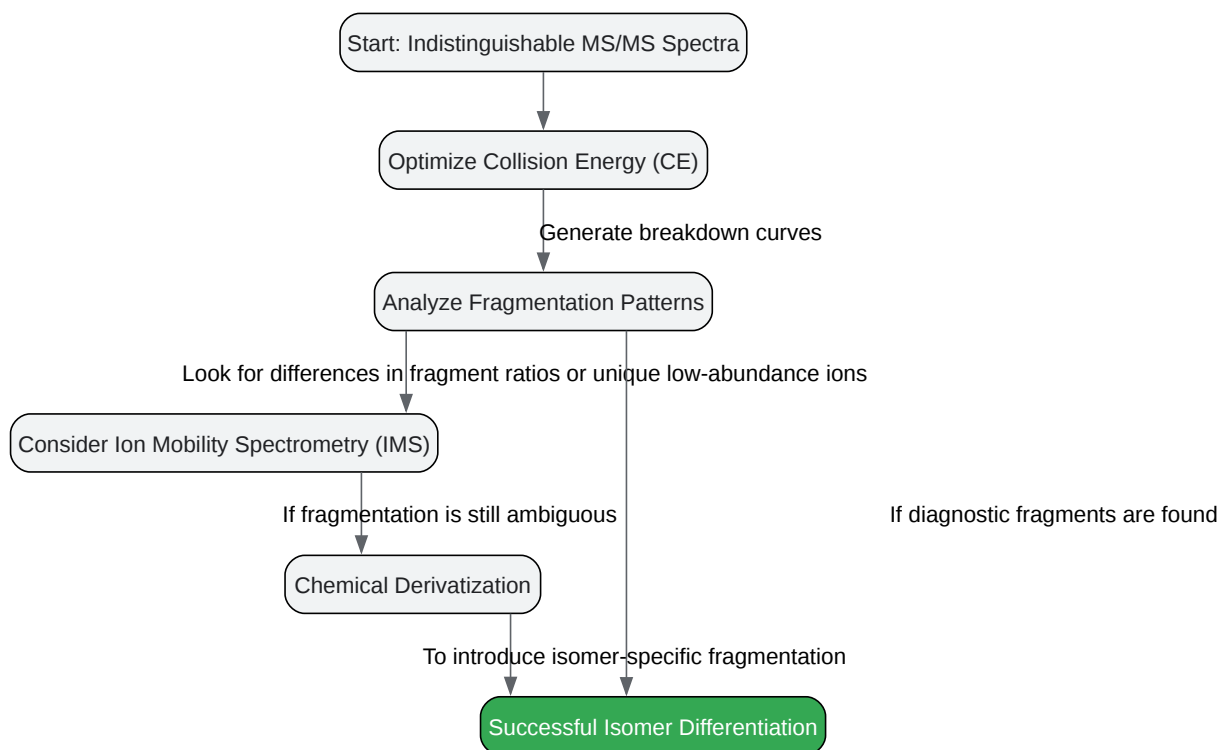 Start: Indistinguishable MS/MS Spectra
Optimize Collision Energy (CE)
Generate breakdown curves
Analyze Fragmentation Patterns
Look for differences in fragment ratios or unique low-abundance ions
Consider Ion Mobility Spectrometry (IMS)
If fragmentation is still ambiguous
If diagnostic fragments are found
Chemical Derivatization
To introduce isomer-specific fragmentation
Successful Isomer Differentiation